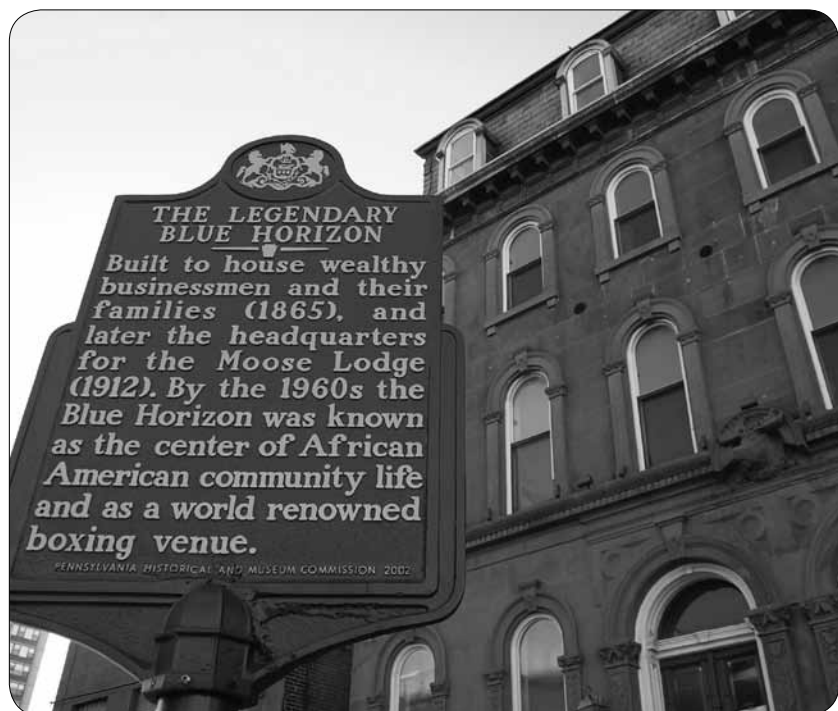 THE LEGENDARY
BLUE HORIZON
Built to house wealthy
businessmen and their
families (1865), and
later the headquarters
for the Moose Lodge
(1912). By the 1960s the
Blue Horizon was known
as the center of African
American community life
and as a world renowned
boxing venue.
PENNSYLVANIA HISTORICAL AND MUSEUM COMMISSION 2002